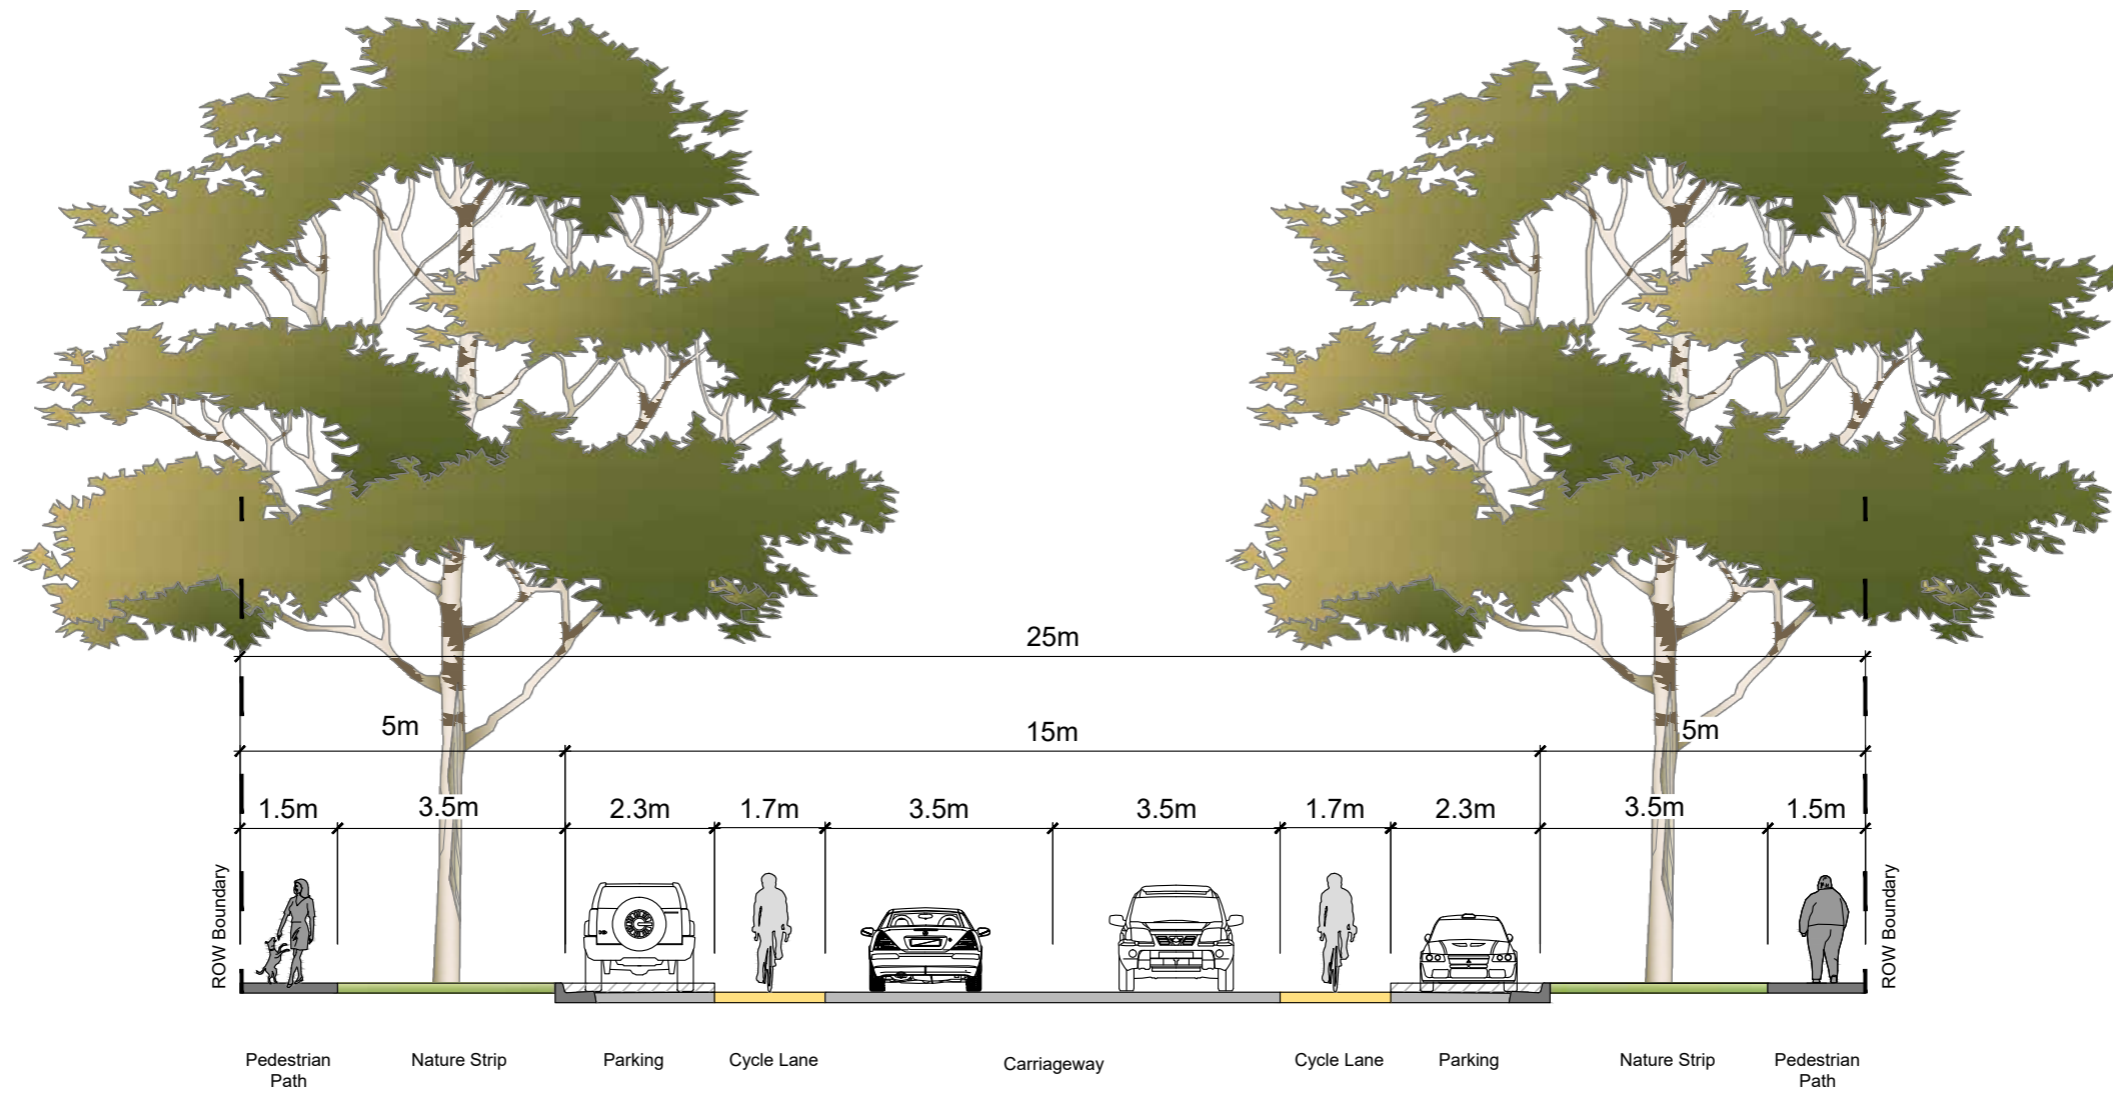 25m
5m
15m
5m
1.5m
3.5m
2.3m
1.7m
3.5m
3.5m
1.7m
2.3m
3.5m
1.5m
ROW Boundary
ROW Boundary
Pedestrian
Path
Nature Strip
Parking
Cycle Lane
Carriageway
Cycle Lane
Parking
Nature Strip
Pedestrian
Path